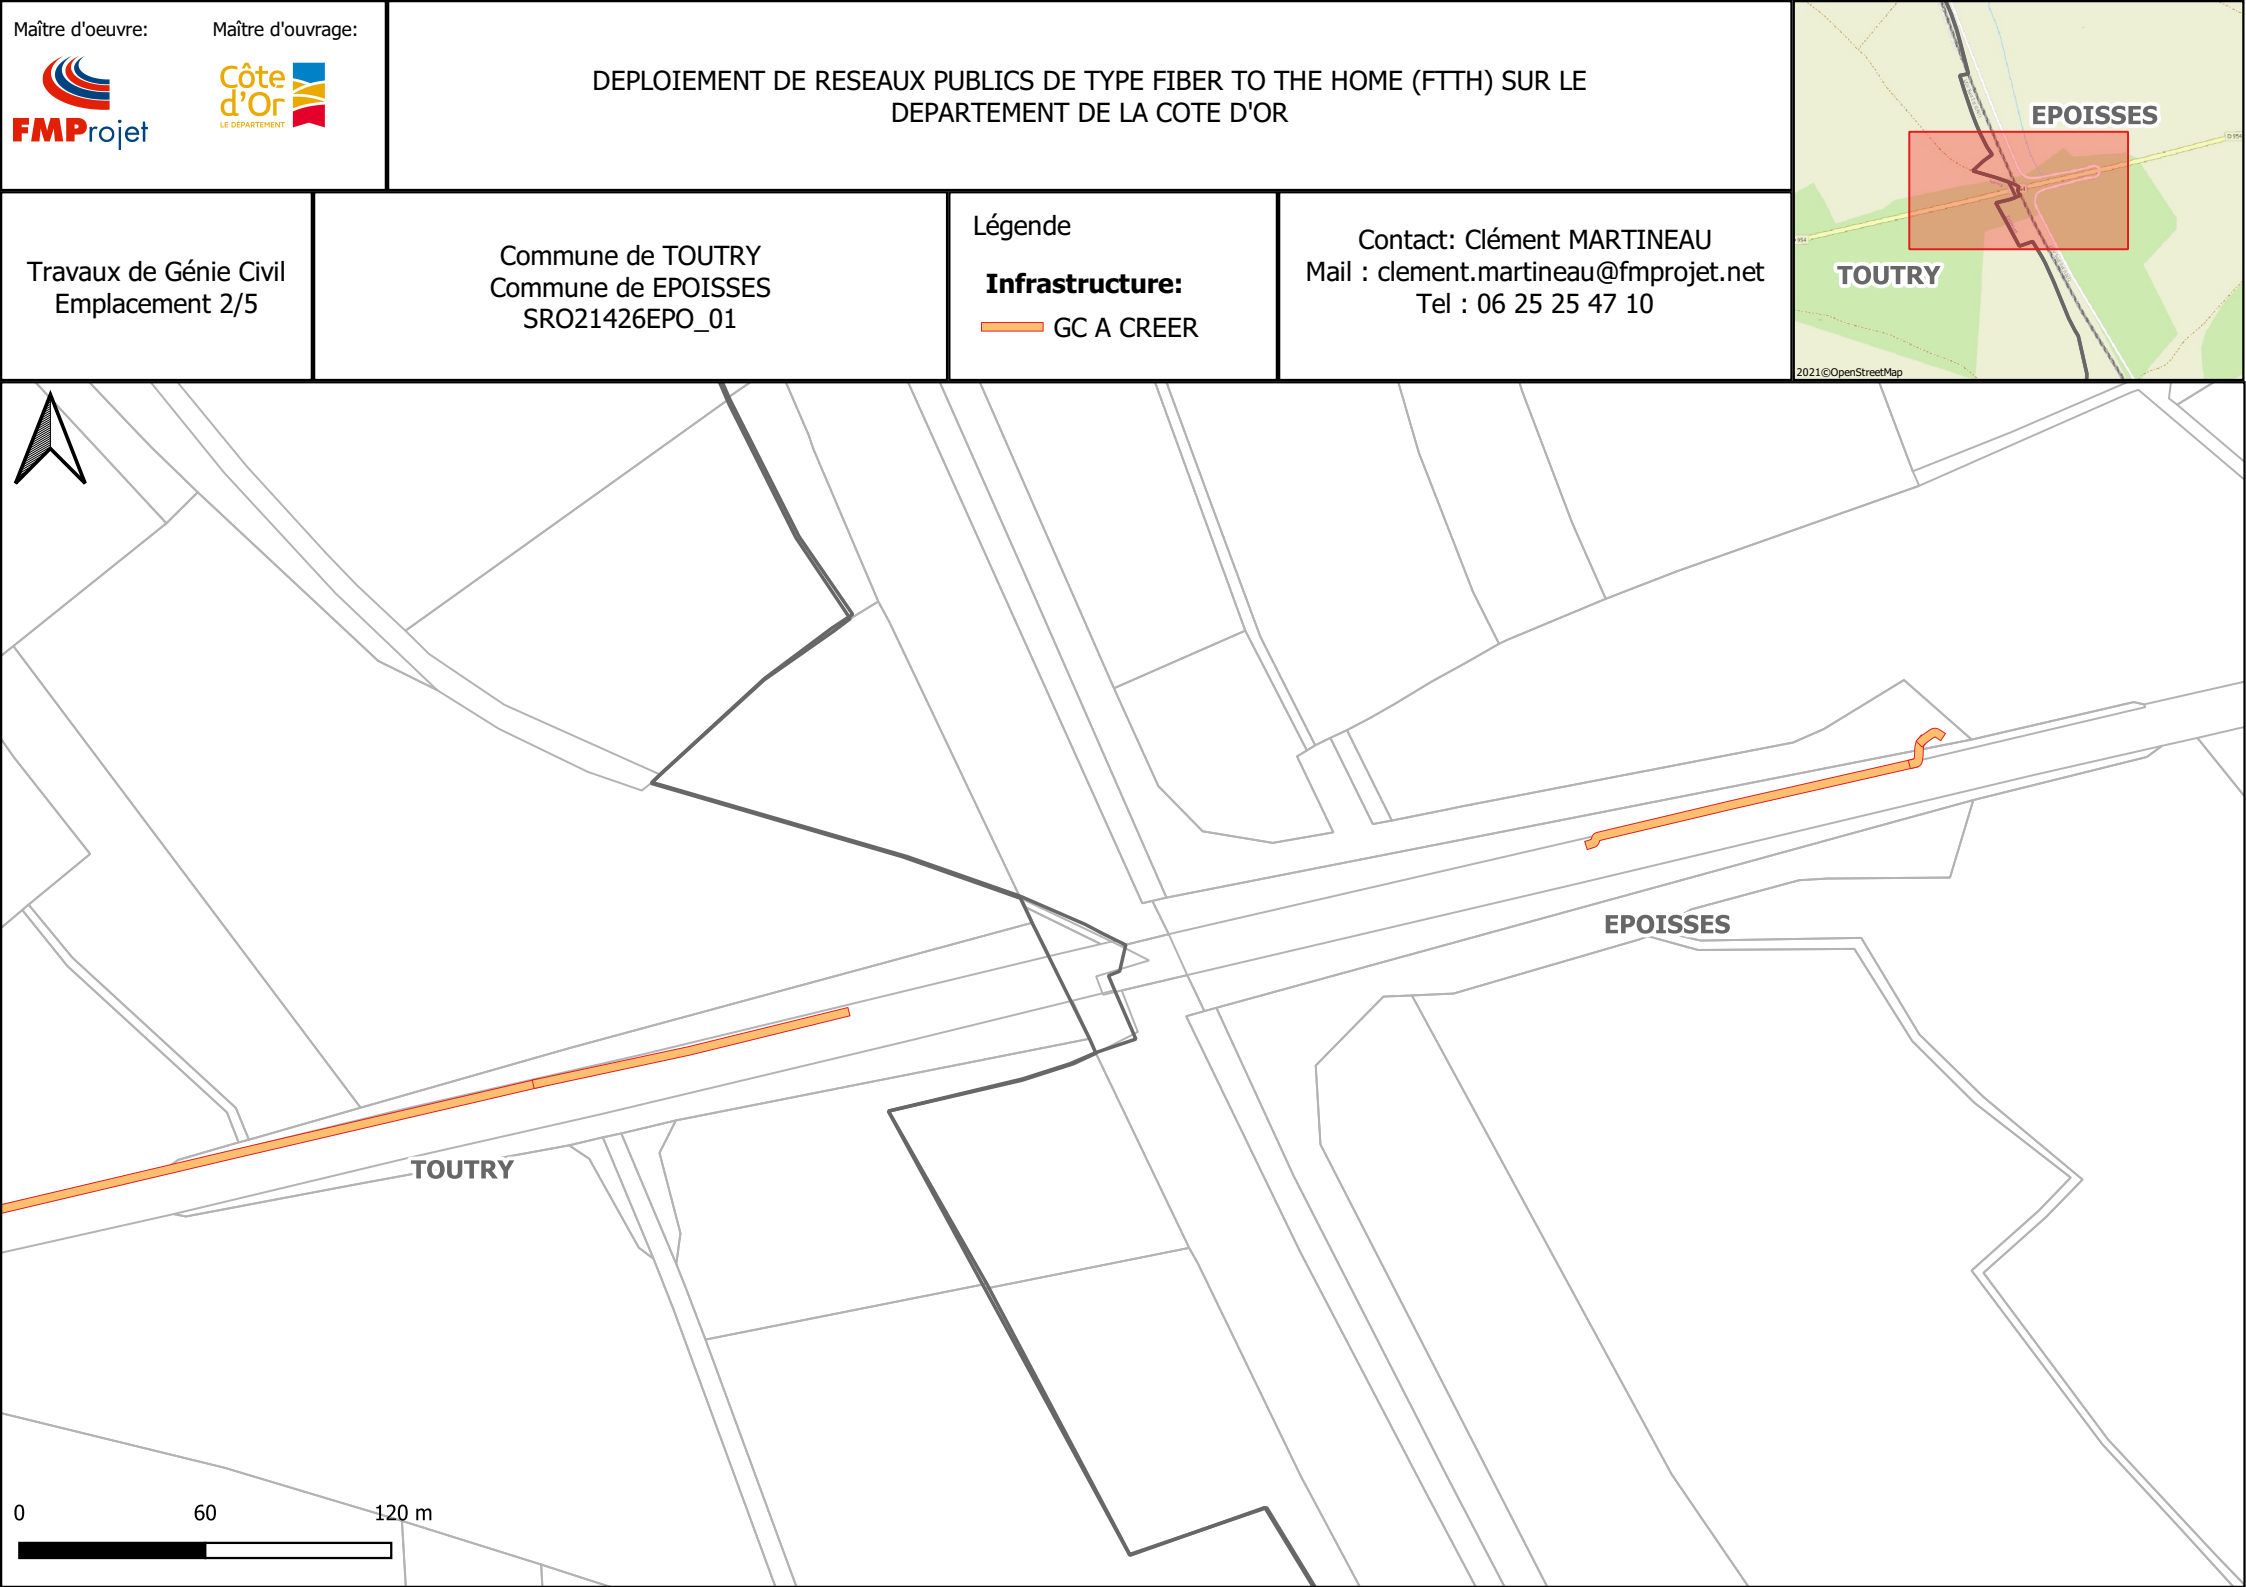 Maître d'oeuvre:
Maître d'ouvrage:
FMProjet
Côte
d'Or
LE DÉPARTEMENT
DEPLOIEMENT DE RESEAUX PUBLICS DE TYPE FIBER TO THE HOME (FTTH) SUR LE
DEPARTEMENT DE LA COTE D'OR
Travaux de Génie Civil
Emplacement 2/5
Commune de TOUTRY
Commune de EPOISSES
SRO21426EPO_01
Légende
Infrastructure:
GC A CREER
Contact: Clément MARTINEAU
Mail : clement.martineau@fmprojet.net
Tel : 06 25 25 47 10
EPOISSES
TOUTRY
2021©OpenStreetMap
EPOISSES
TOUTRY
0 60 120 m